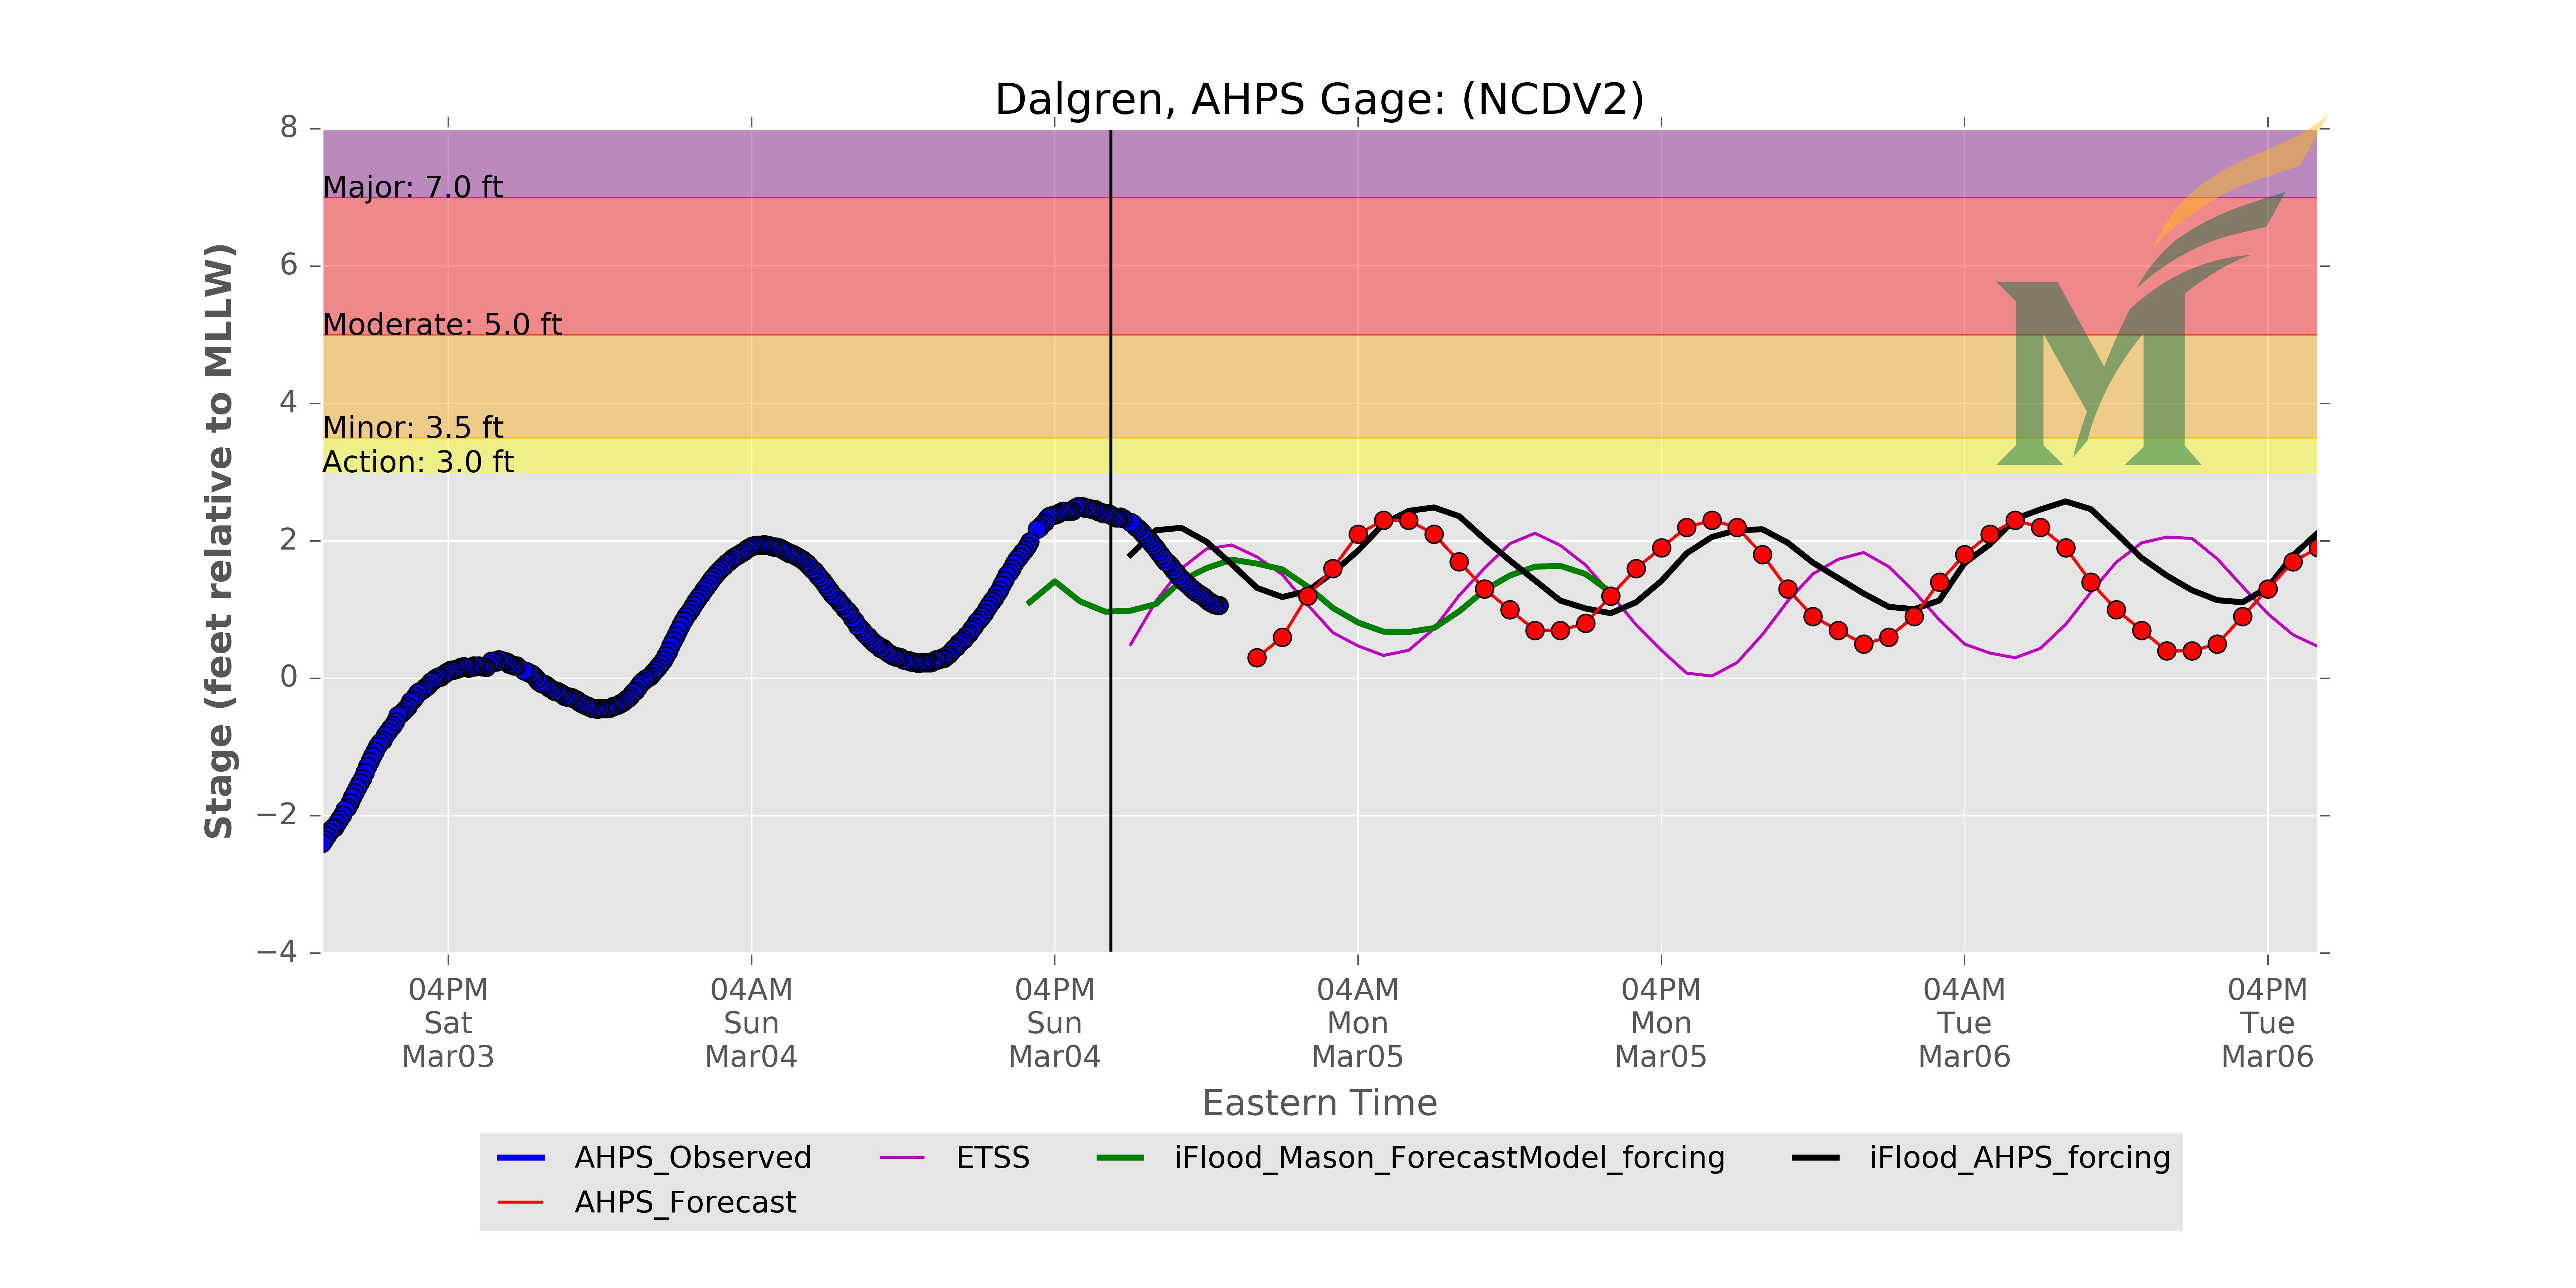 Dalgren, AHPS Gage: (NCDV2)
8
Major: 7.0 ft
6
Moderate: 5.0 ft
4
Minor: 3.5 ft
Action: 3.0 ft
2
0
−2
−4
Stage (feet relative to MLLW)
04PM
Sat
Mar03
04AM
Sun
Mar04
04PM
Sun
Mar04
04AM
Mon
Mar05
04PM
Mon
Mar05
04AM
Tue
Mar06
04PM
Tue
Mar06
Eastern Time
AHPS_Observed
AHPS_Forecast
ETSS
iFlood_Mason_ForecastModel_forcing
iFlood_AHPS_forcing
M